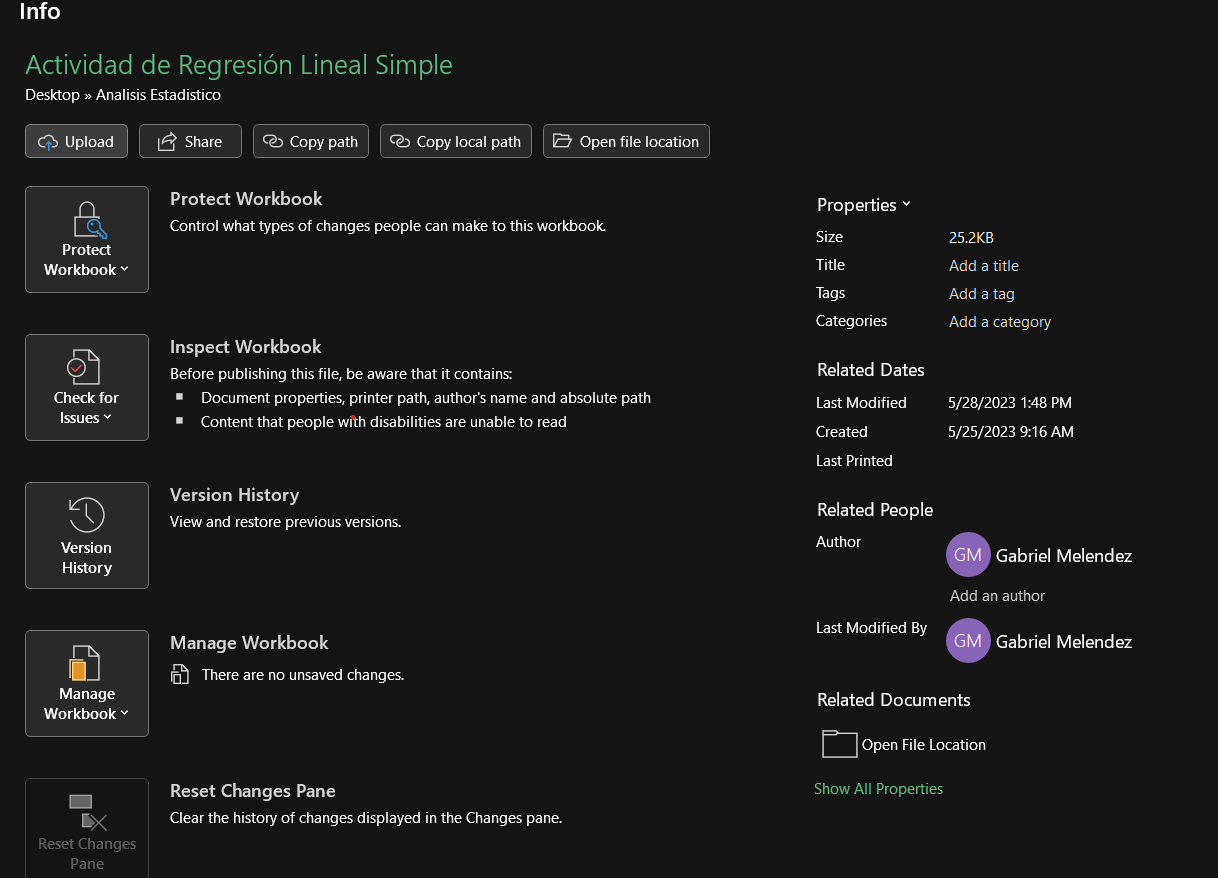 Info
Actividad de Regresión Lineal Simple
Desktop » Analisis Estadistico
Upload
Share
Copy path
Copy local path
Open file location
Protect
Workbook
Protect Workbook
Control what types of changes people can make to this workbook.
Check for
Issues
Inspect Workbook
Before publishing this file, be aware that it contains:
Document properties, printer path, author's name and absolute path
Content that people with disabilities are unable to read
Version
History
Version History
View and restore previous versions.
Manage
Workbook
Manage Workbook
There are no unsaved changes.
Reset Changes
Pane
Reset Changes Pane
Clear the history of changes displayed in the Changes pane.
Properties
Size 25.2KB
Title Add a title
Tags Add a tag
Categories Add a category
Related Dates
Last Modified 5/28/2023 1:48 PM
Created 5/25/2023 9:16 AM
Last Printed
Related People
Author
GM Gabriel Melendez
Add an author
Last Modified By
GM Gabriel Melendez
Related Documents
Open File Location
Show All Properties